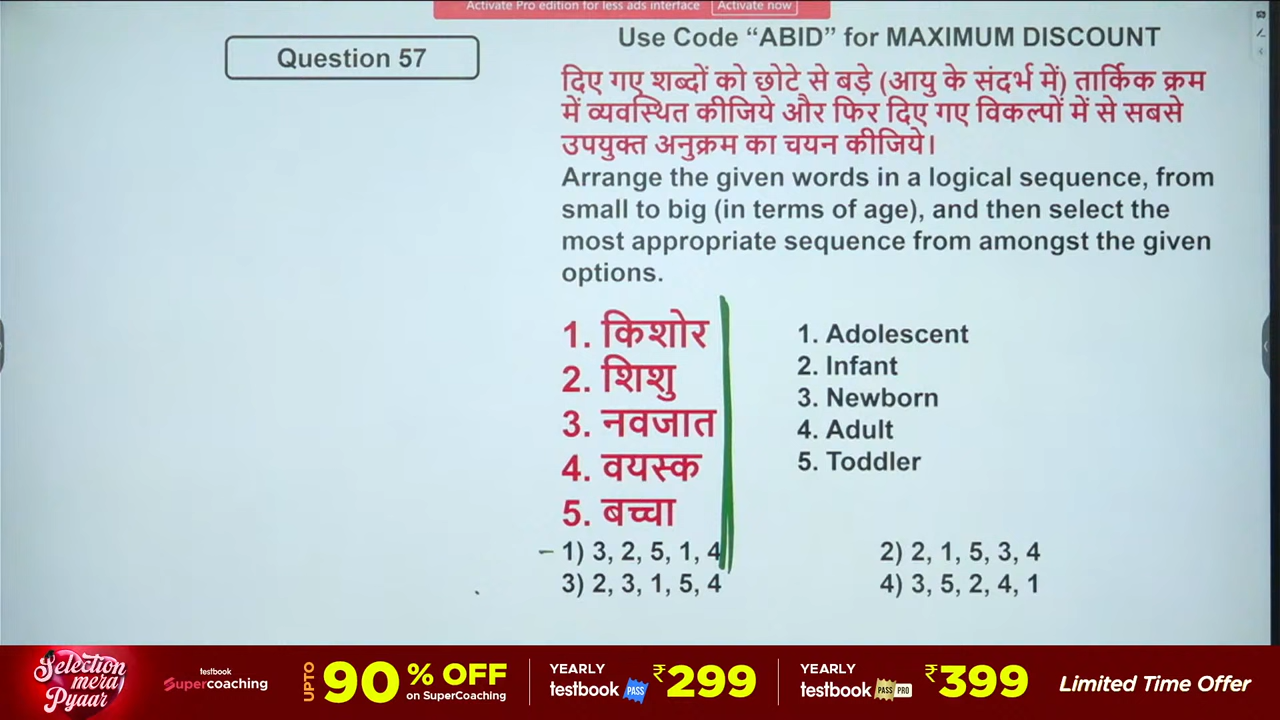 Activate Pro edition for less ads interface Activate now
Use Code “ABID” for MAXIMUM DISCOUNT
Question 57
दिए गए शब्दों को छोटे से बड़े (आयु के संदर्भ में) तार्किक क्रम
में व्यवस्थित कीजिये और फिर दिए गए विकल्पों में से सबसे
उपयुक्त अनुक्रम का चयन कीजिये।
Arrange the given words in a logical sequence, from
small to big (in terms of age), and then select the
most appropriate sequence from amongst the given
options.
1. किशोर
2. शिशु
3. नवजात
4. वयस्क
5. बच्चा
1. Adolescent
2. Infant
3. Newborn
4. Adult
5. Toddler
1) 3, 2, 5, 1, 4
2) 2, 1, 5, 3, 4
3) 2, 3, 1, 5, 4
4) 3, 5, 2, 4, 1
Selection
mera
Pyaar
testbook
Supercoaching
UPTO 90% OFF
on SuperCoaching
YEARLY
testbook PASS
₹299
YEARLY
testbook PASS PRO
₹399
Limited Time Offer